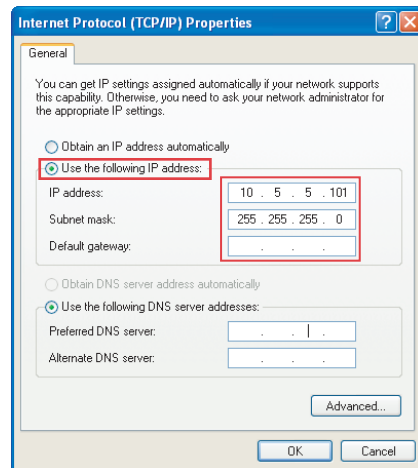 Internet Protocol (TCP/IP) Properties
General
You can get IP settings assigned automatically if your network supports
this capability. Otherwise, you need to ask your network administrator for
the appropriate IP settings.
Obtain an IP address automatically
Use the following IP address:
IP address: 10 . 5 . 5 . 101
Subnet mask: 255 . 255 . 255 . 0
Default gateway: . . .
Obtain DNS server address automatically
Use the following DNS server addresses:
Preferred DNS server: . . .
Alternate DNS server: . . .
Advanced...
OK Cancel